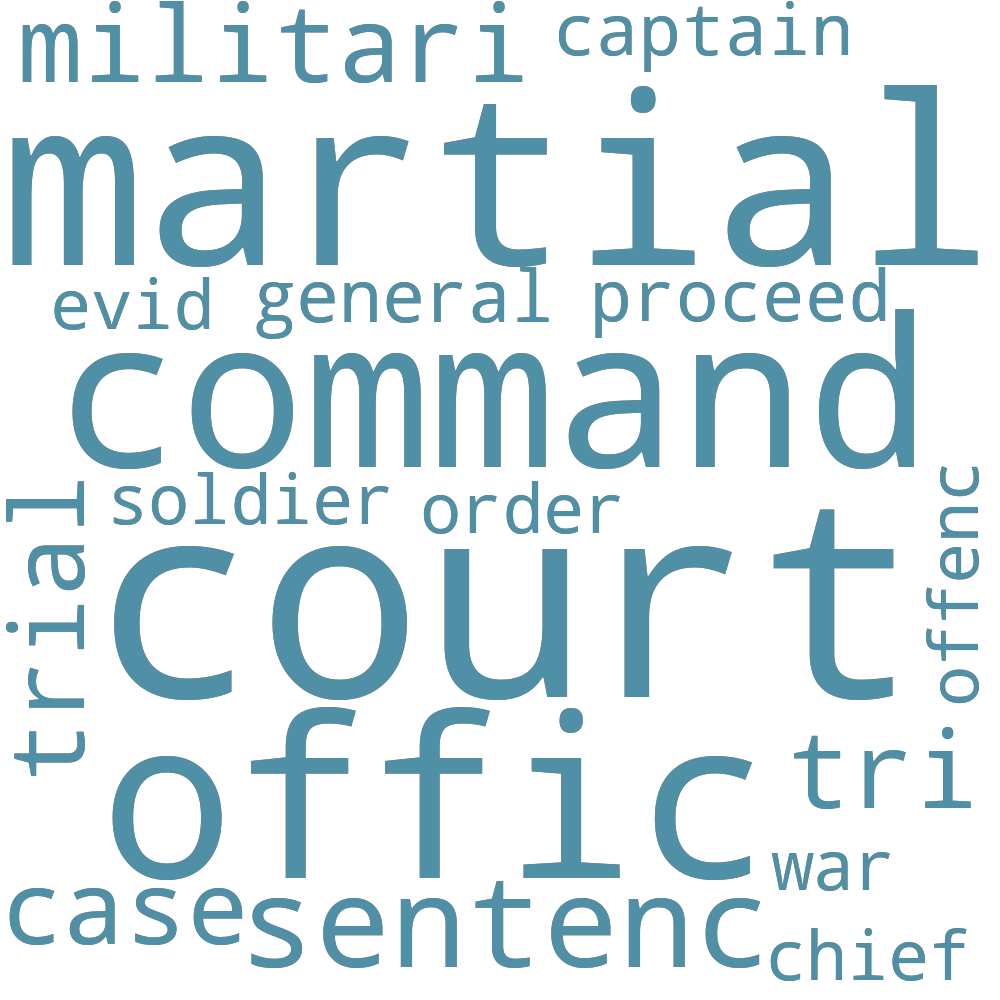 militari captain
martial
evid general proceed
command
soldier order
trial
offenc
court
offic
tri
war
case sentenc
chief